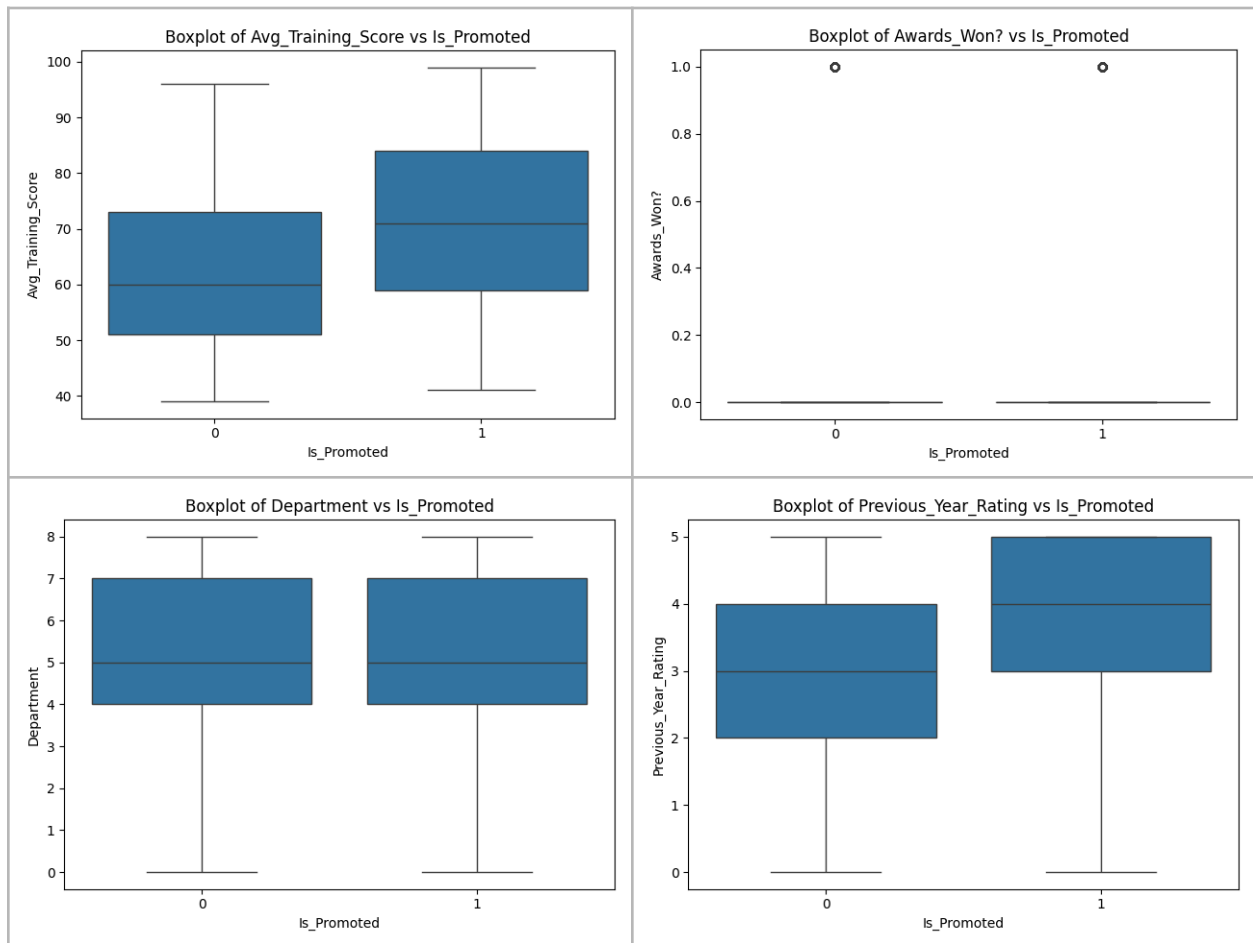 Boxplot of Avg_Training_Score vs Is_Promoted
100
90
80
70
60
50
40
Avg_Training_Score
0 1
Is_Promoted
Boxplot of Awards_Won? vs Is_Promoted
1.0
0.8
0.6
0.4
0.2
0.0
Awards_Won?
0 1
Is_Promoted
Boxplot of Department vs Is_Promoted
8
7
6
5
4
3
2
1
0
Department
0 1
Is_Promoted
Boxplot of Previous_Year_Rating vs Is_Promoted
5
4
3
2
1
0
Previous_Year_Rating
0 1
Is_Promoted